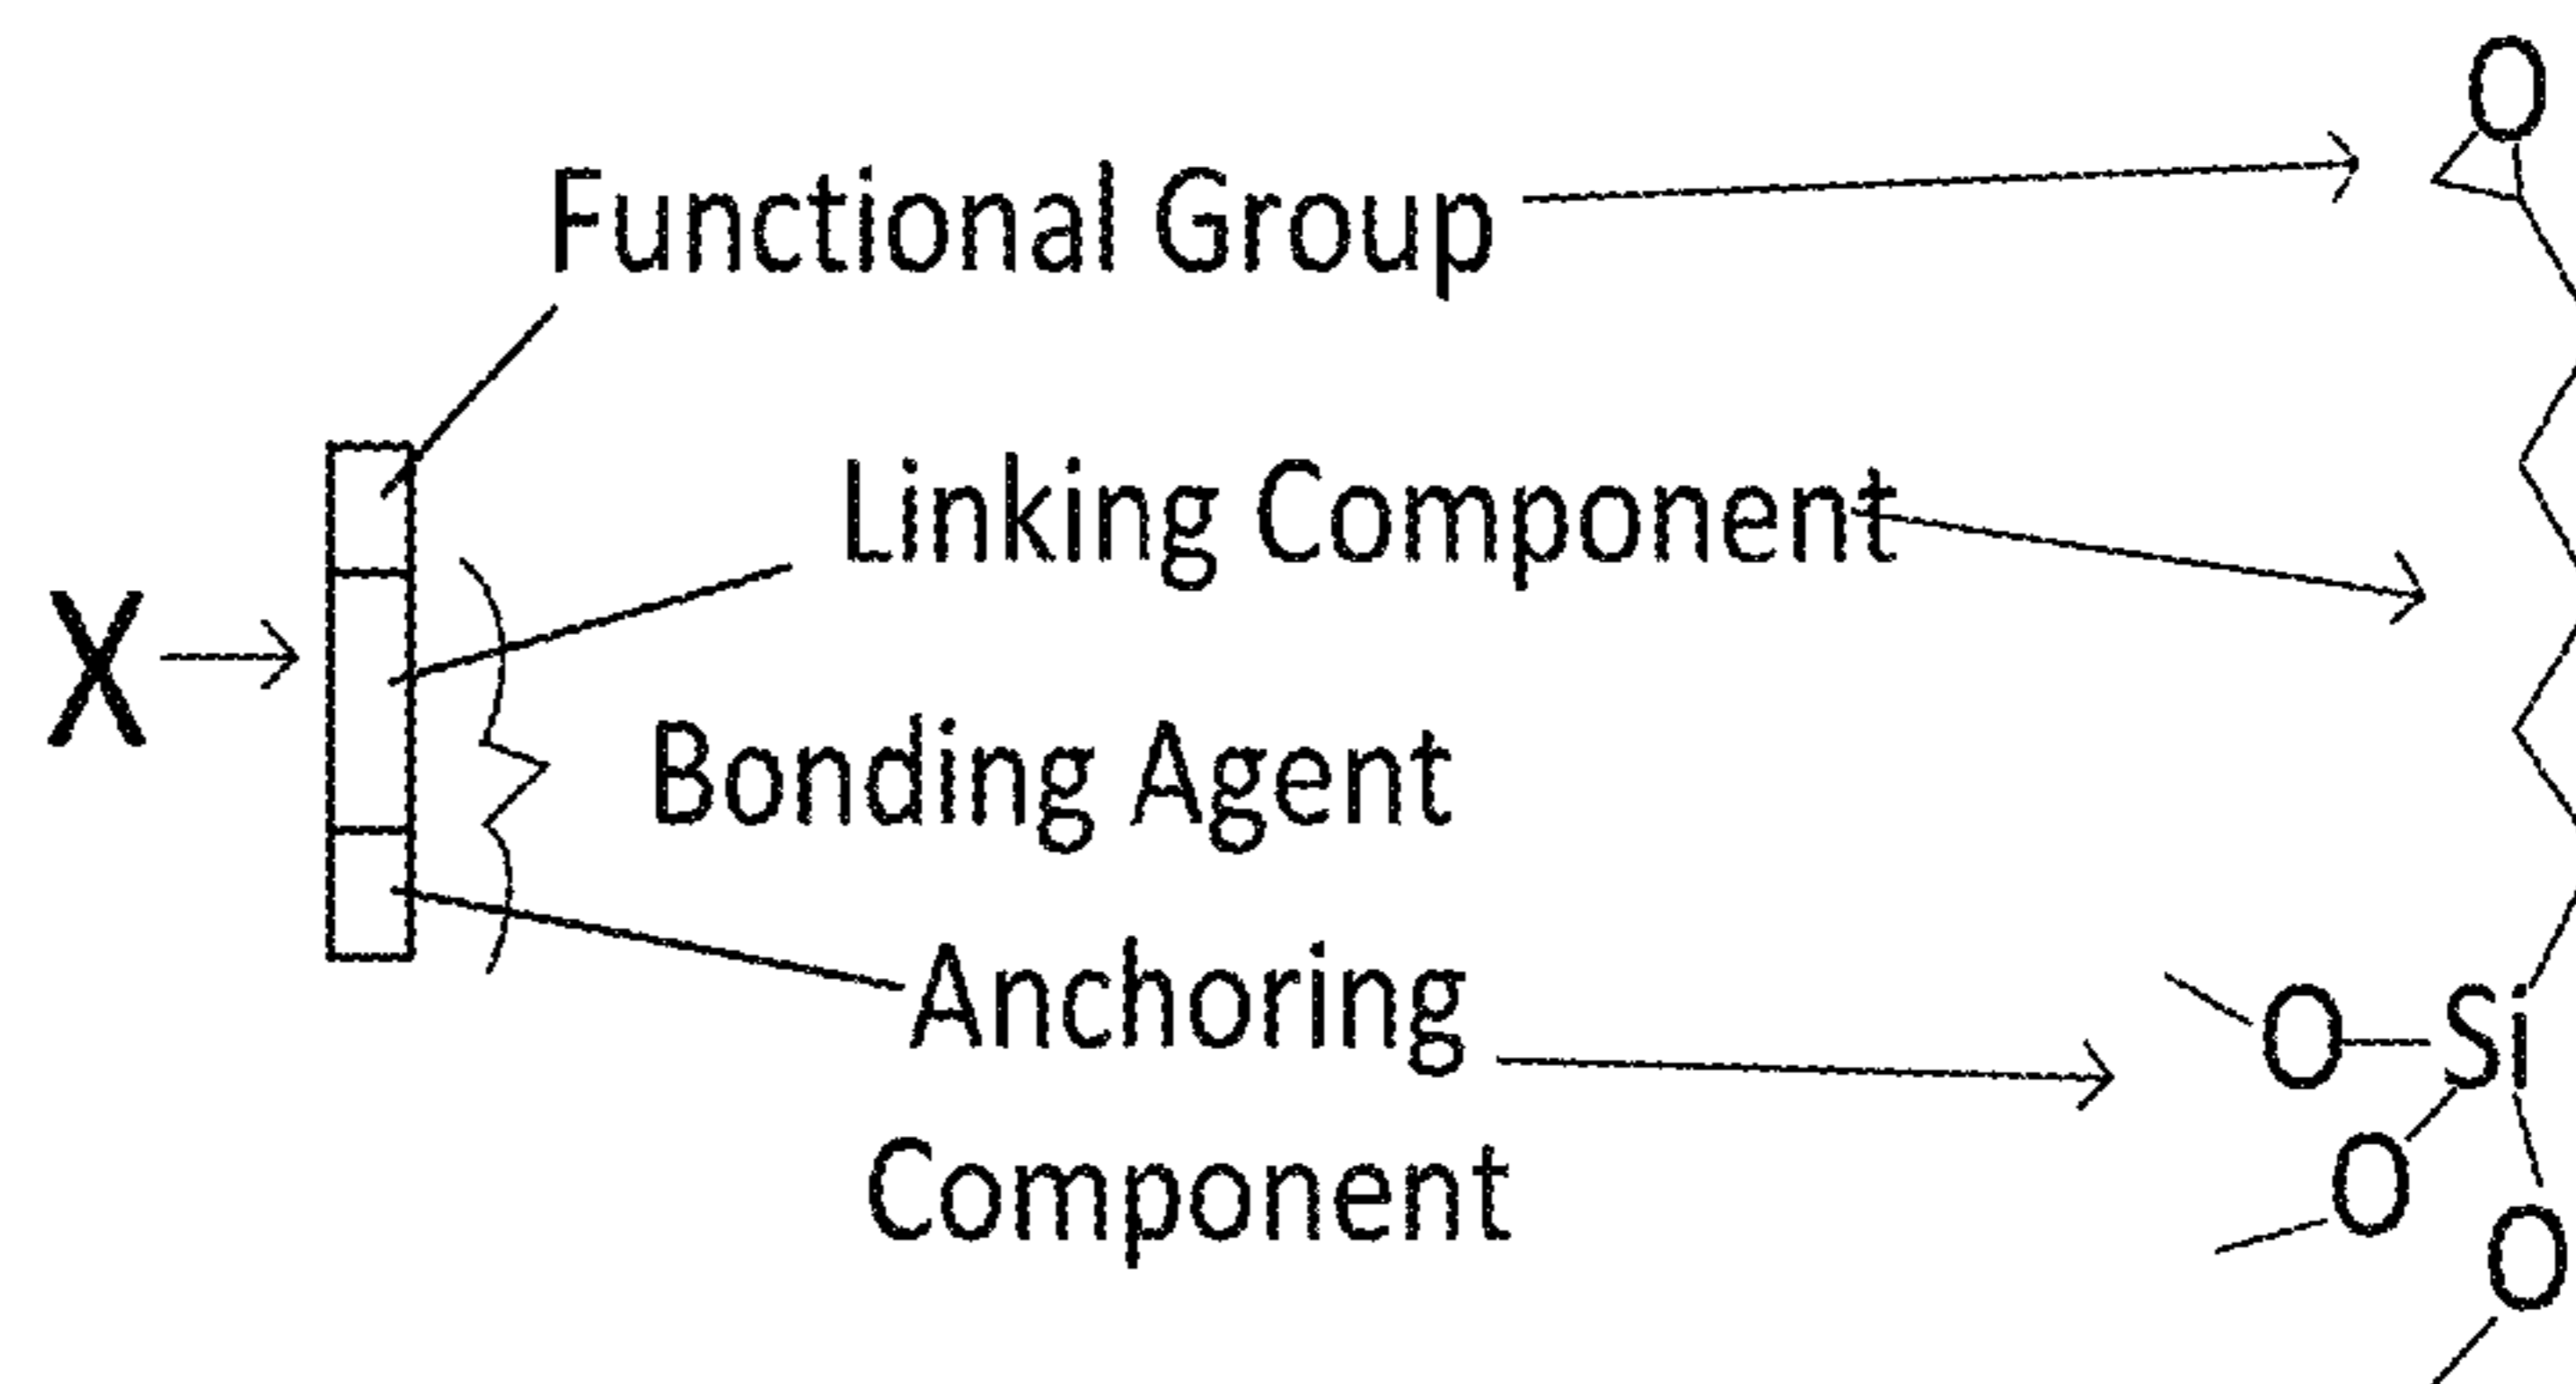 O
Functional Group
Linking Component
X
Bonding Agent
Anchoring
Component
O Si
O
O